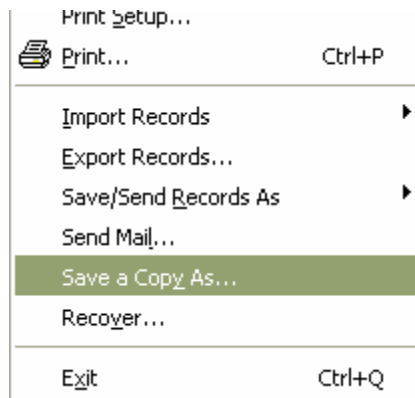 Print Setup...
Print... Ctrl+P
Import Records
Export Records...
Save/Send Records As
Send Mail...
Save a Copy As...
Recover...
Exit Ctrl+Q